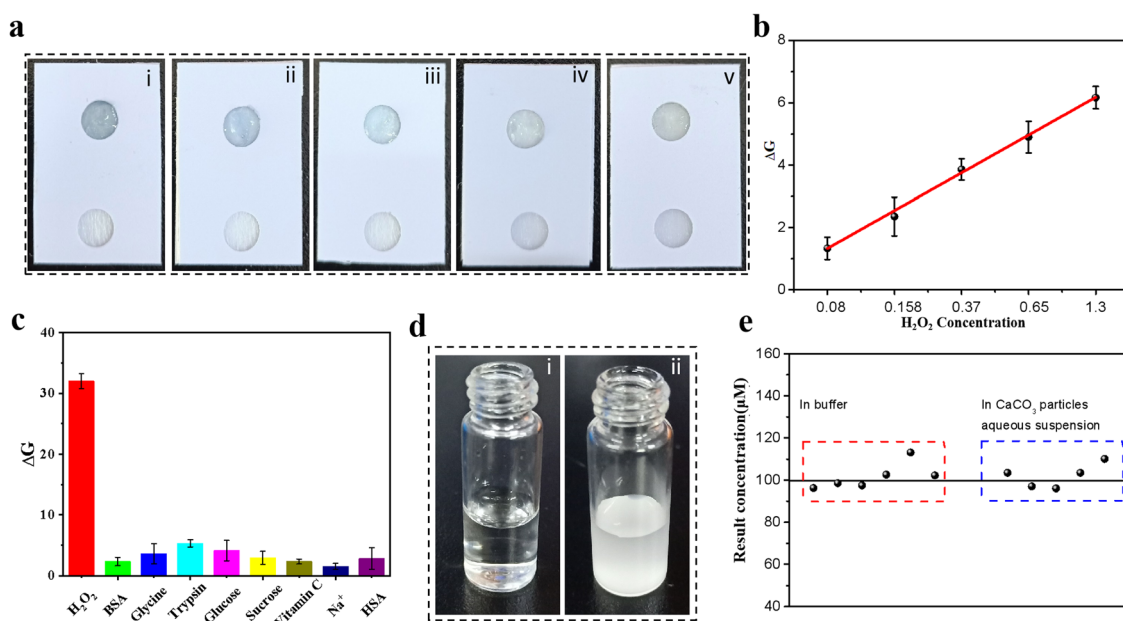 a
i
ii
iii
iv
v
b
8
6
4
2
0
ΔG
0.08
0.158
0.37
0.65
1.3
H₂O₂ Concentration
c
40
30
20
10
0
ΔG
H₂O₂
BSA
Glycine
Trypsin
Glucose
Sucrose
Vitamin C
Na⁺
HSA
d
i
ii
e
160
140
120
100
80
60
40
Result concentration(μM)
In buffer
In CaCO₃ particles
aqueous suspension